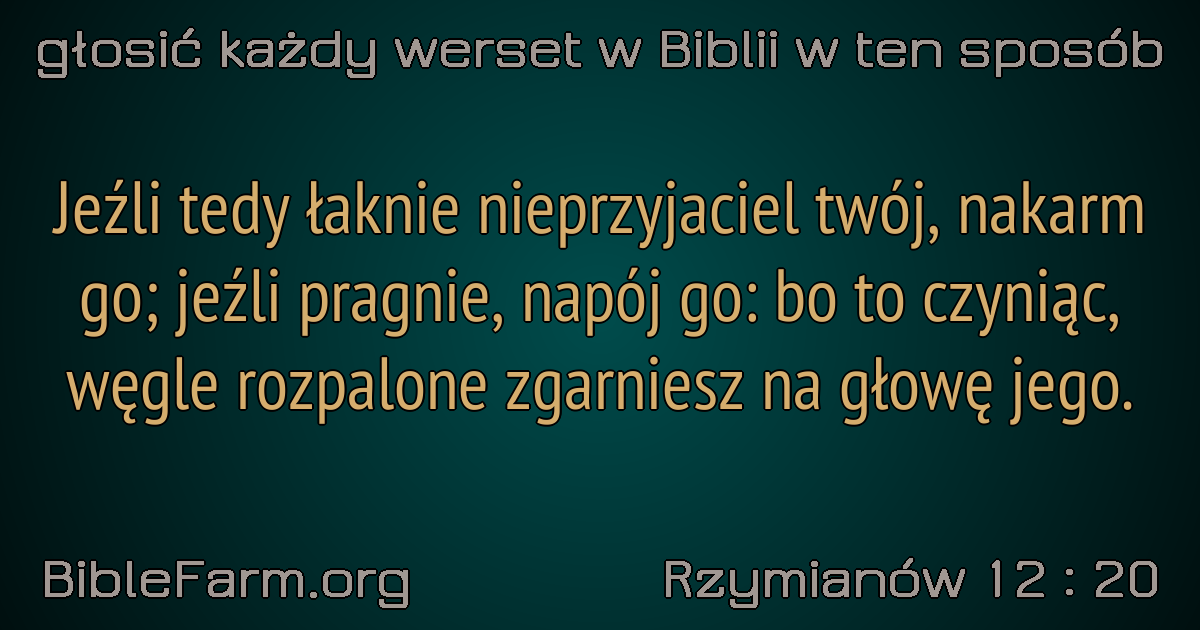 głosić każdy werset w Biblii w ten sposób
Jeźli tedy łaknie nieprzyjaciel twój, nakarm
go; jeźli pragnie, napój go: bo to czyniąc,
węgle rozpalone zgarniesz na głowę jego.
BibleFarm.org
Rzymianów 12 : 20